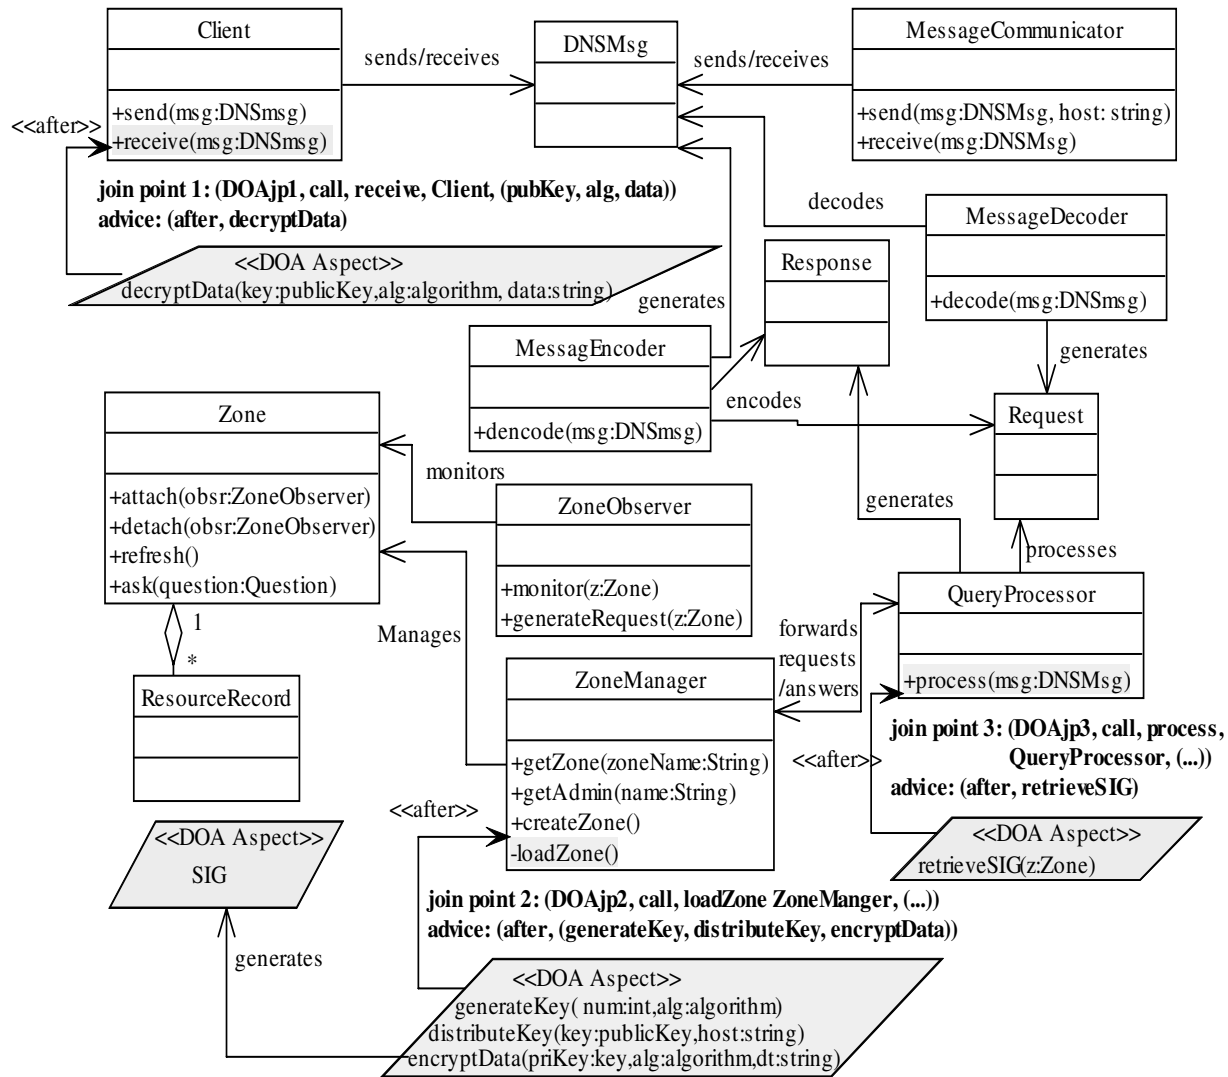 Client
+send(msg:DNSmsg)
+receive(msg:DNSmsg)
<<after>>
sends/receives
DNSMsg
sends/receives
MessageCommunicator
+send(msg:DNSMsg, host: string)
+receive(msg:DNSMsg)
join point 1: (DOAjp1, call, receive, Client, (pubKey, alg, data))
advice: (after, decryptData)
<<DOA Aspect>>
decryptData(key:publicKey,alg:algorithm, data:string)
decodes
MessageDecoder
+decode(msg:DNSmsg)
Response
generates
generates
MessagEncoder
+dencode(msg:DNSmsg)
encodes
Request
Zone
+attach(obsr:ZoneObserver)
+detach(obsr:ZoneObserver)
+refresh()
+ask(question:Question)
monitors
ZoneObserver
+monitor(z:Zone)
+generateRequest(z:Zone)
generates
processes
QueryProcessor
+process(msg:DNSMsg)
1
*
Manages
forwards
requests
/answers
ResourceRecord
ZoneManager
+getZone(zoneName:String)
+getAdmin(name:String)
+createZone()
-loadZone()
<<after>>
join point 3: (DOAjp3, call, process,
QueryProcessor, (...))
advice: (after, retrieveSIG)
<<after>>
<<DOA Aspect>>
retrieveSIG(z:Zone)
<<DOA Aspect>>
SIG
join point 2: (DOAjp2, call, loadZone ZoneManger, (...))
advice: (after, (generateKey, distributeKey, encryptData))
generates
<<DOA Aspect>>
generateKey( num:int,alg:algorithm)
distributeKey(key:publicKey,host:string)
encryptData(priKey:key,alg:algorithm,dt:string)